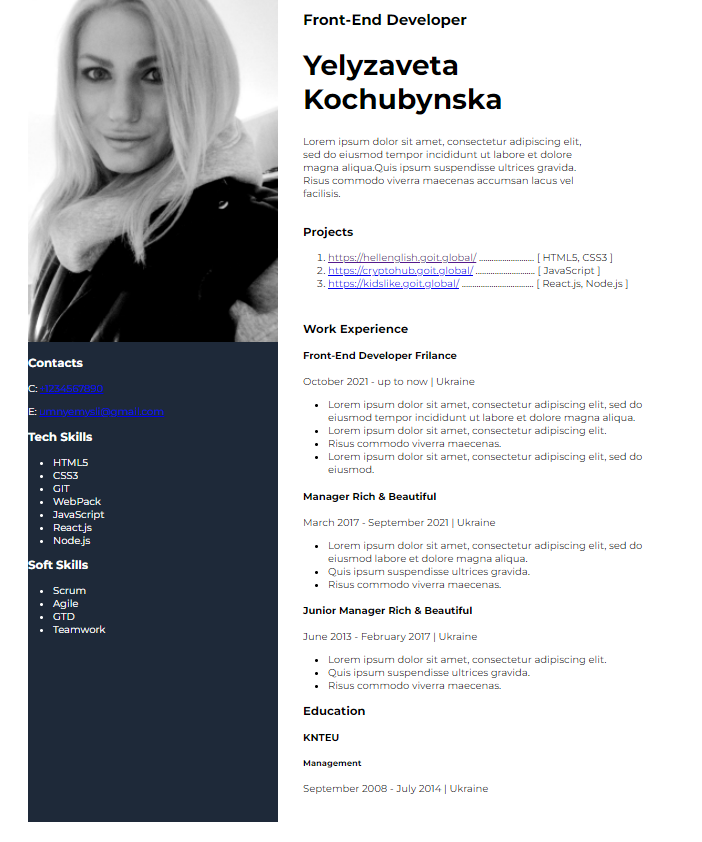 Front-End Developer
Yelyzaveta
Kochubynska
Lorem ipsum dolor sit amet, consectetur adipiscing elit,
sed do eiusmod tempor incididunt ut labore et dolore
magna aliqua.Quis ipsum suspendisse ultrices gravida.
Risus commodo viverra maecenas accumsan lacus vel
facilisis.
Projects
1. https://hellenglish.goit.global/ .......................... [ HTML5, CSS3 ]
2. https://cryptohub.goit.global/ ............................ [ JavaScript ]
3. https://kidslike.goit.global/ .................................. [ React.js, Node.js ]
Work Experience
Front-End Developer Frilance
October 2021 - up to now | Ukraine
• Lorem ipsum dolor sit amet, consectetur adipiscing elit, sed do
eiusmod tempor incididunt ut labore et dolore magna aliqua.
• Lorem ipsum dolor sit amet, consectetur adipiscing elit.
• Risus commodo viverra maecenas.
• Lorem ipsum dolor sit amet, consectetur adipiscing elit, sed do
eiusmod.
Manager Rich & Beautiful
March 2017 - September 2021 | Ukraine
• Lorem ipsum dolor sit amet, consectetur adipiscing elit, sed do
eiusmod labore et dolore magna aliqua.
• Quis ipsum suspendisse ultrices gravida.
• Risus commodo viverra maecenas.
Junior Manager Rich & Beautiful
June 2013 - February 2017 | Ukraine
• Lorem ipsum dolor sit amet, consectetur adipiscing elit.
• Quis ipsum suspendisse ultrices gravida.
• Risus commodo viverra maecenas.
Education
KNTEU
Management
September 2008 - July 2014 | Ukraine
Contacts
C:
E:
Tech Skills
• HTML5
• CSS3
• GIT
• WebPack
• JavaScript
• React.js
• Node.js
Soft Skills
• Scrum
• Agile
• GTD
• Teamwork